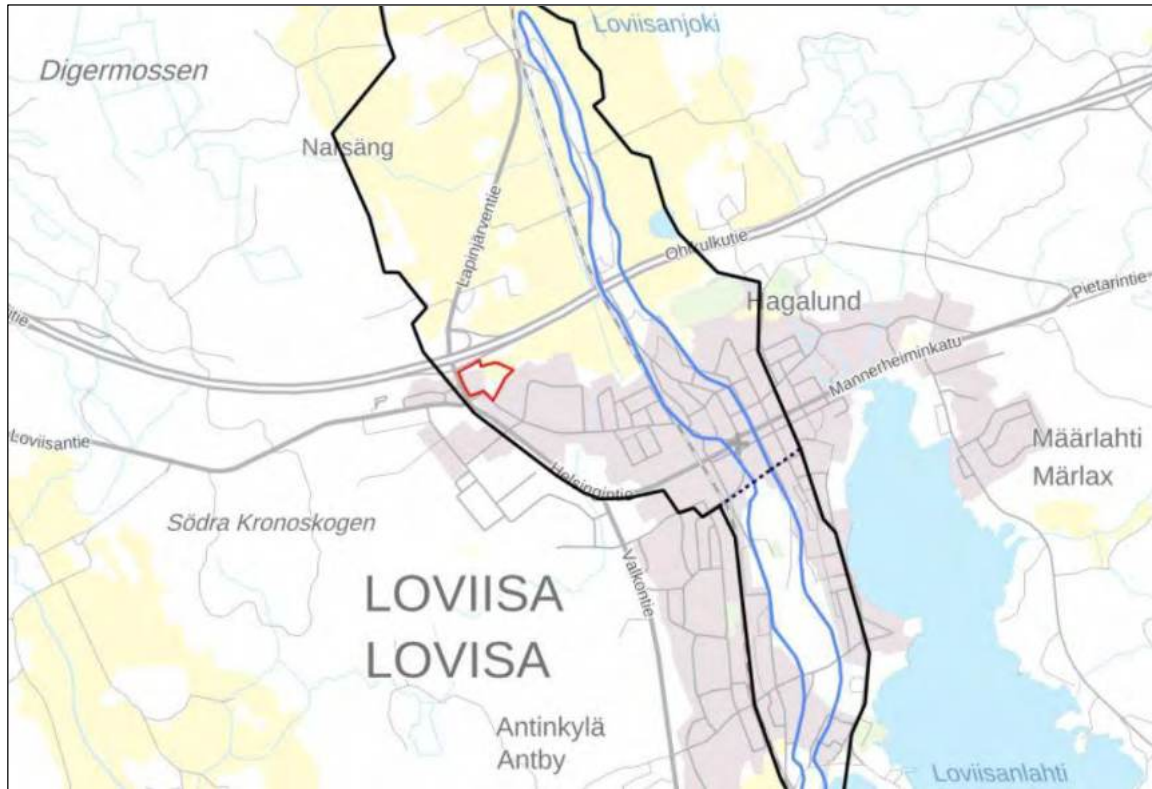 Loviisanjoki
Digermossen
Narsäng
Lapinjärventie
Ohikulkutie
Hagalund
Pietarintie
Mannerheiminkatu
Loviisantie
Määrlahti
Märlax
Helsingintie
Södra Kronoskogen
Valkontie
LOVIISA
LOVISA
Antinkylä
Antby
Loviisanlahti